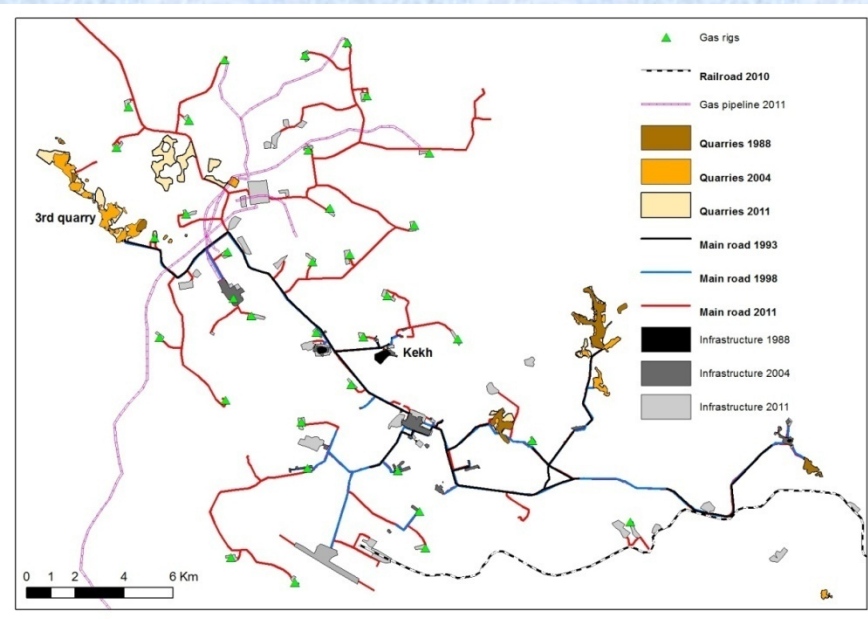 Gas rigs
Railroad 2010
Gas pipeline 2011
Quarries 1988
Quarries 2004
Quarries 2011
3rd quarry
Main road 1993
Main road 1998
Main road 2011
Infrastructure 1988
Kekh
Infrastructure 2004
Infrastructure 2011
0 1 2 4 6 Km